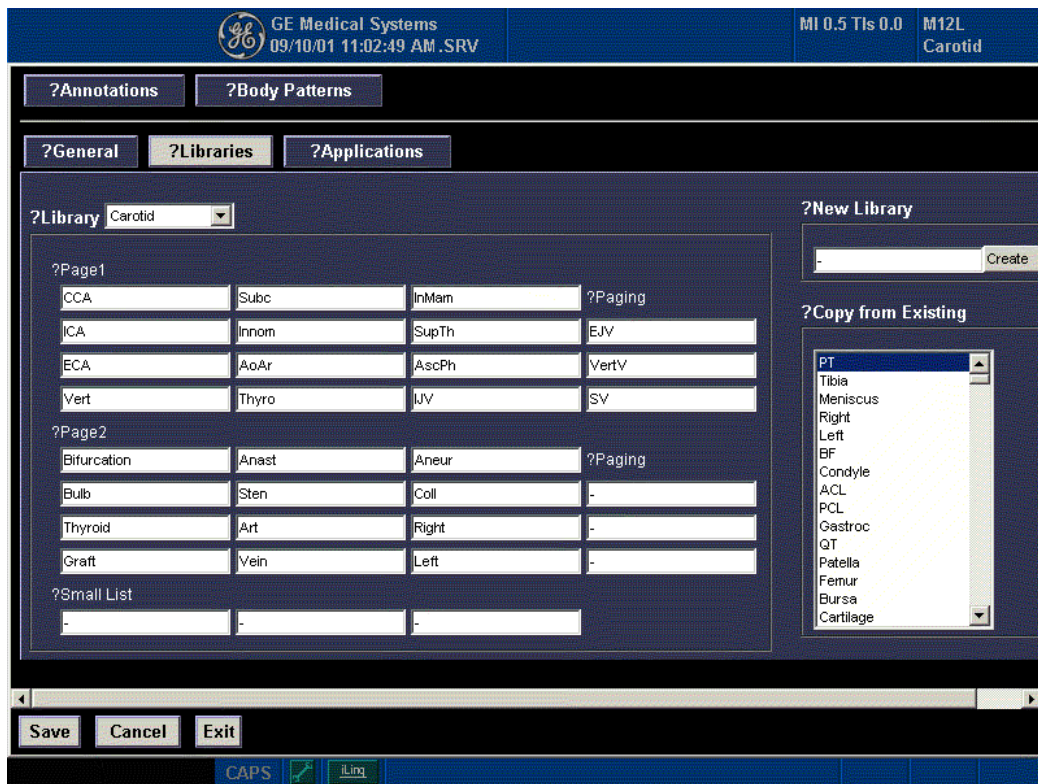 GE Medical Systems MI 0.5 TIs 0.0 M12L
09/10/01 11:02:49 AM.SRV Carotid
?Annotations ?Body Patterns
?General ?Libraries ?Applications
?Library Carotid
?Page1
CCA Subc InMam ?Paging
ICA Innom SupTh EJV
ECA AoAr AscPh VertV
Vert Thyro IJV SV
?Page2
Bifurcation Anast Aneur ?Paging
Bulb Sten Coll -
Thyroid Art Right -
Graft Vein Left -
?Small List
- - -
?New Library
- Create
?Copy from Existing
PT
Tibia
Meniscus
Right
Left
BF
Condyle
ACL
PCL
Gastroc
QT
Patella
Femur
Bursa
Cartilage
Save Cancel Exit
CAPS iLinq